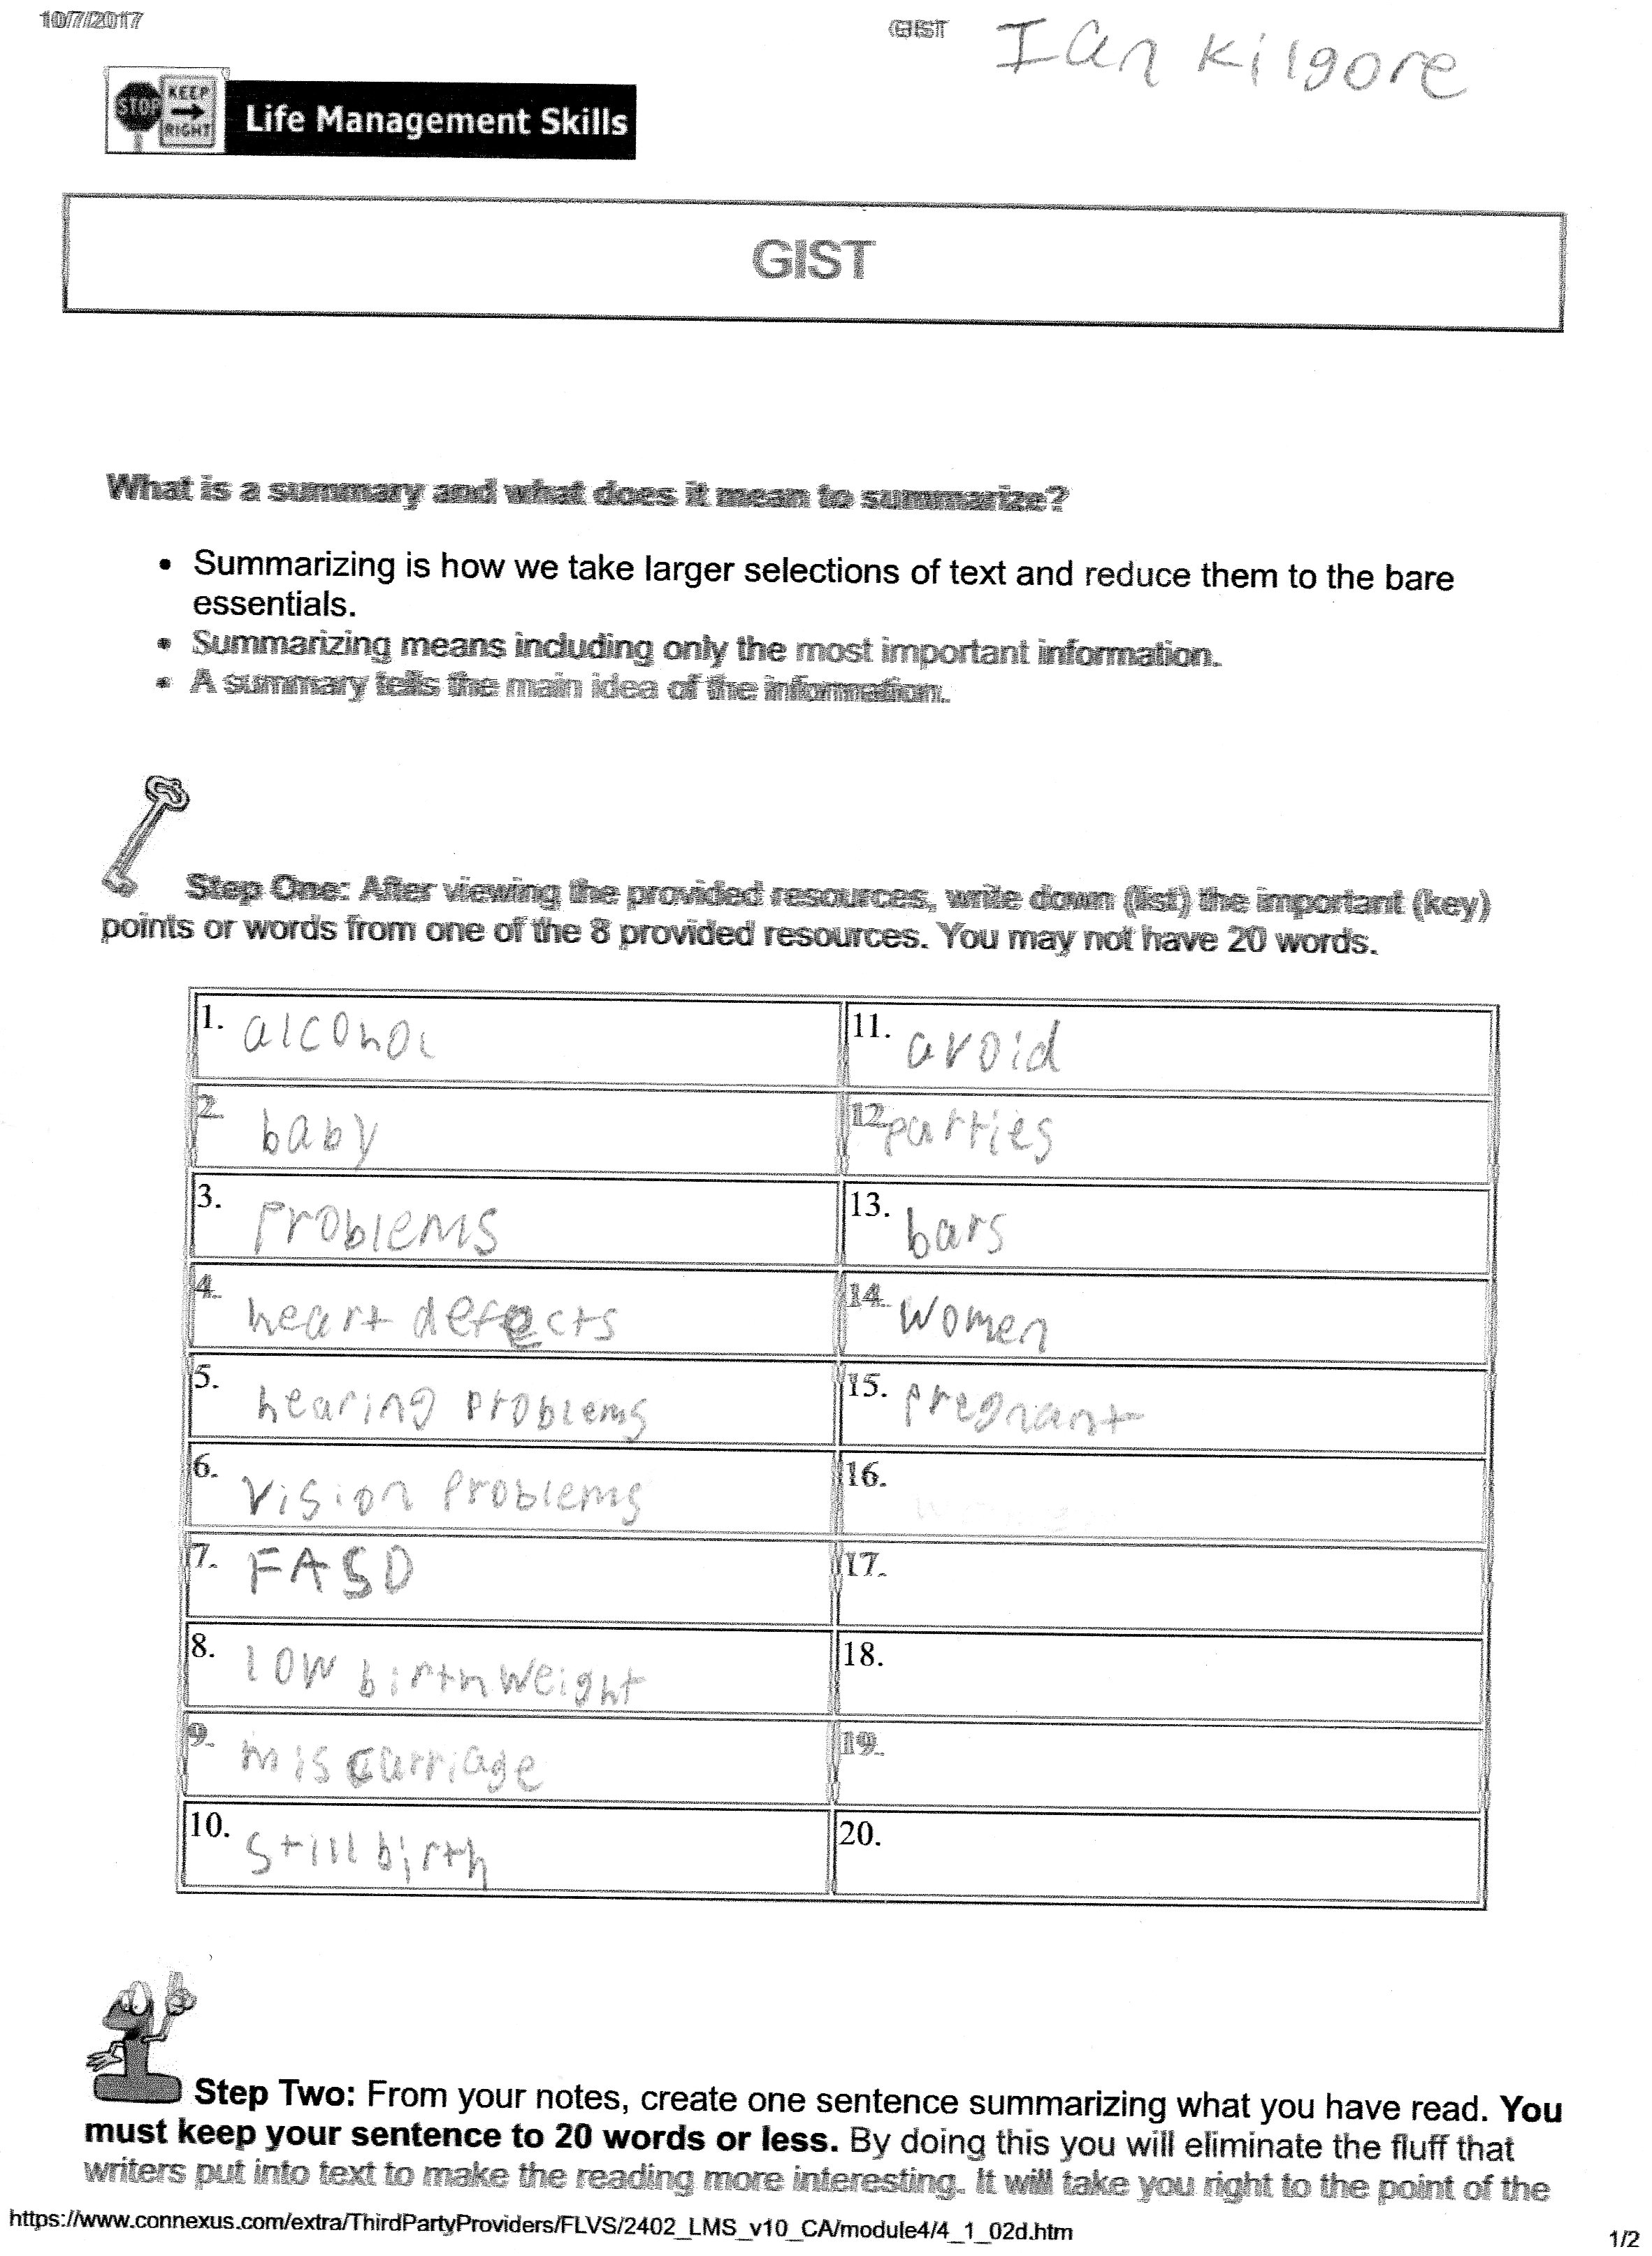 10/7/2017
GIST
Ian Kilgore
STOP
KEEP
RIGHT
Life Management Skills
GIST
What is a summary and what does it mean to summarize?
• Summarizing is how we take larger selections of text and reduce them to the bare
essentials.
• Summarizing means including only the most important information.
• A summary tells the main idea of the information.
Step One: After viewing the provided resources, write down (list) the important (key)
points or words from one of the 8 provided resources. You may not have 20 words.
1. alcohol
11. avoid
2. baby
12. parties
3. problems
13. bars
4. heart defects
14. women
5. hearing problems
15. pregnant
6. vision problems
16.
7. FASD
17.
8. low birth weight
18.
9. miscarriage
19.
10. stillbirth
20.
Step Two: From your notes, create one sentence summarizing what you have read. You
must keep your sentence to 20 words or less. By doing this you will eliminate the fluff that
writers put into text to make the reading more interesting. It will take you right to the point of the
https://www.connexus.com/extra/ThirdPartyProviders/FLVS/2402_LMS_v10_CA/module4/4_1_02d.htm
1/2